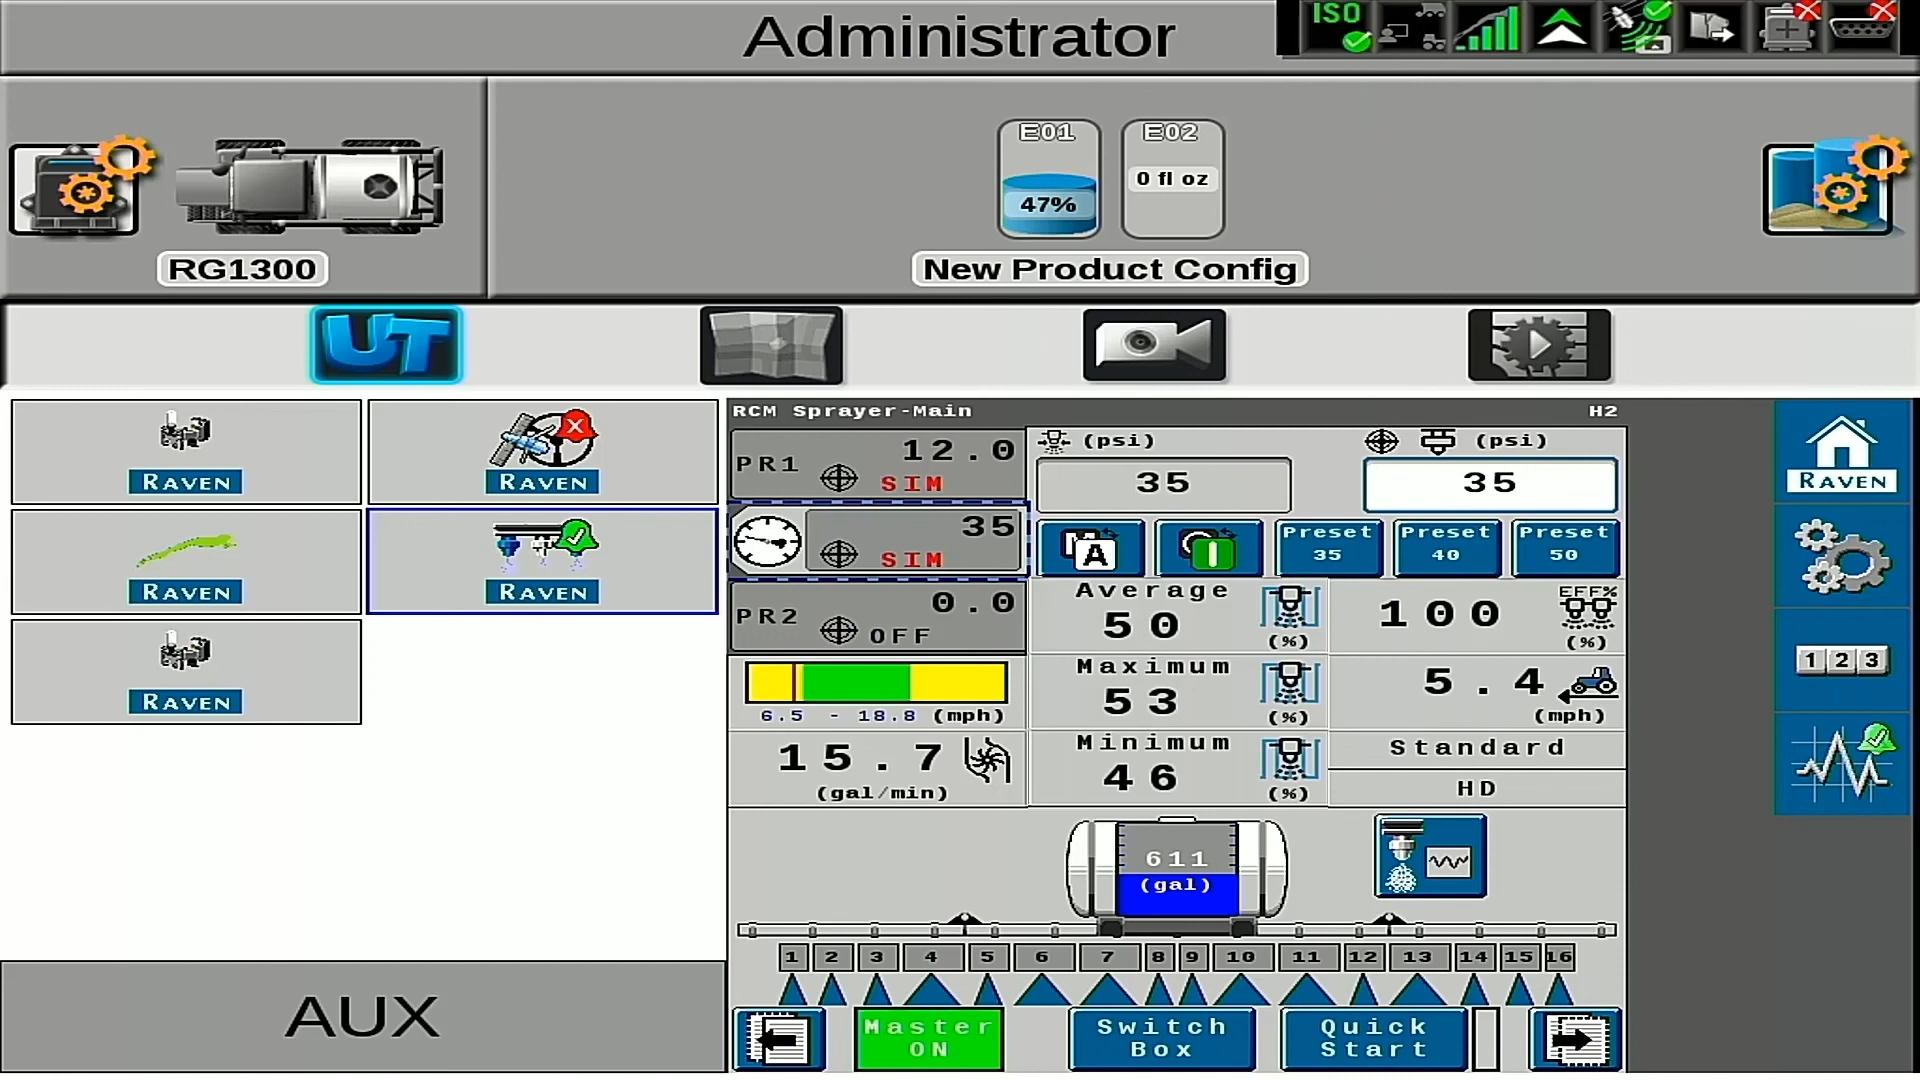 Administrator
ISO
E01
E02
47%
0 fl oz
RG1300
New Product Config
UT
RAVEN
RAVEN
RAVEN
RAVEN
RAVEN
AUX
RCM Sprayer-Main
H2
PR1
12.0
SIM
35
SIM
PR2
0.0
OFF
(psi)
35
(psi)
35
A
I
Preset
35
Preset
40
Preset
50
Average
50
(%)
100
EFF%
(%)
Maximum
53
(%)
5.4
(mph)
6.5 - 18.8 (mph)
15.7
(gal/min)
Minimum
46
(%)
Standard
HD
611
(gal)
1 2 3 4 5 6 7 8 9 10 11 12 13 14 15 16
Master
ON
Switch
Box
Quick
Start
RAVEN
1 2 3